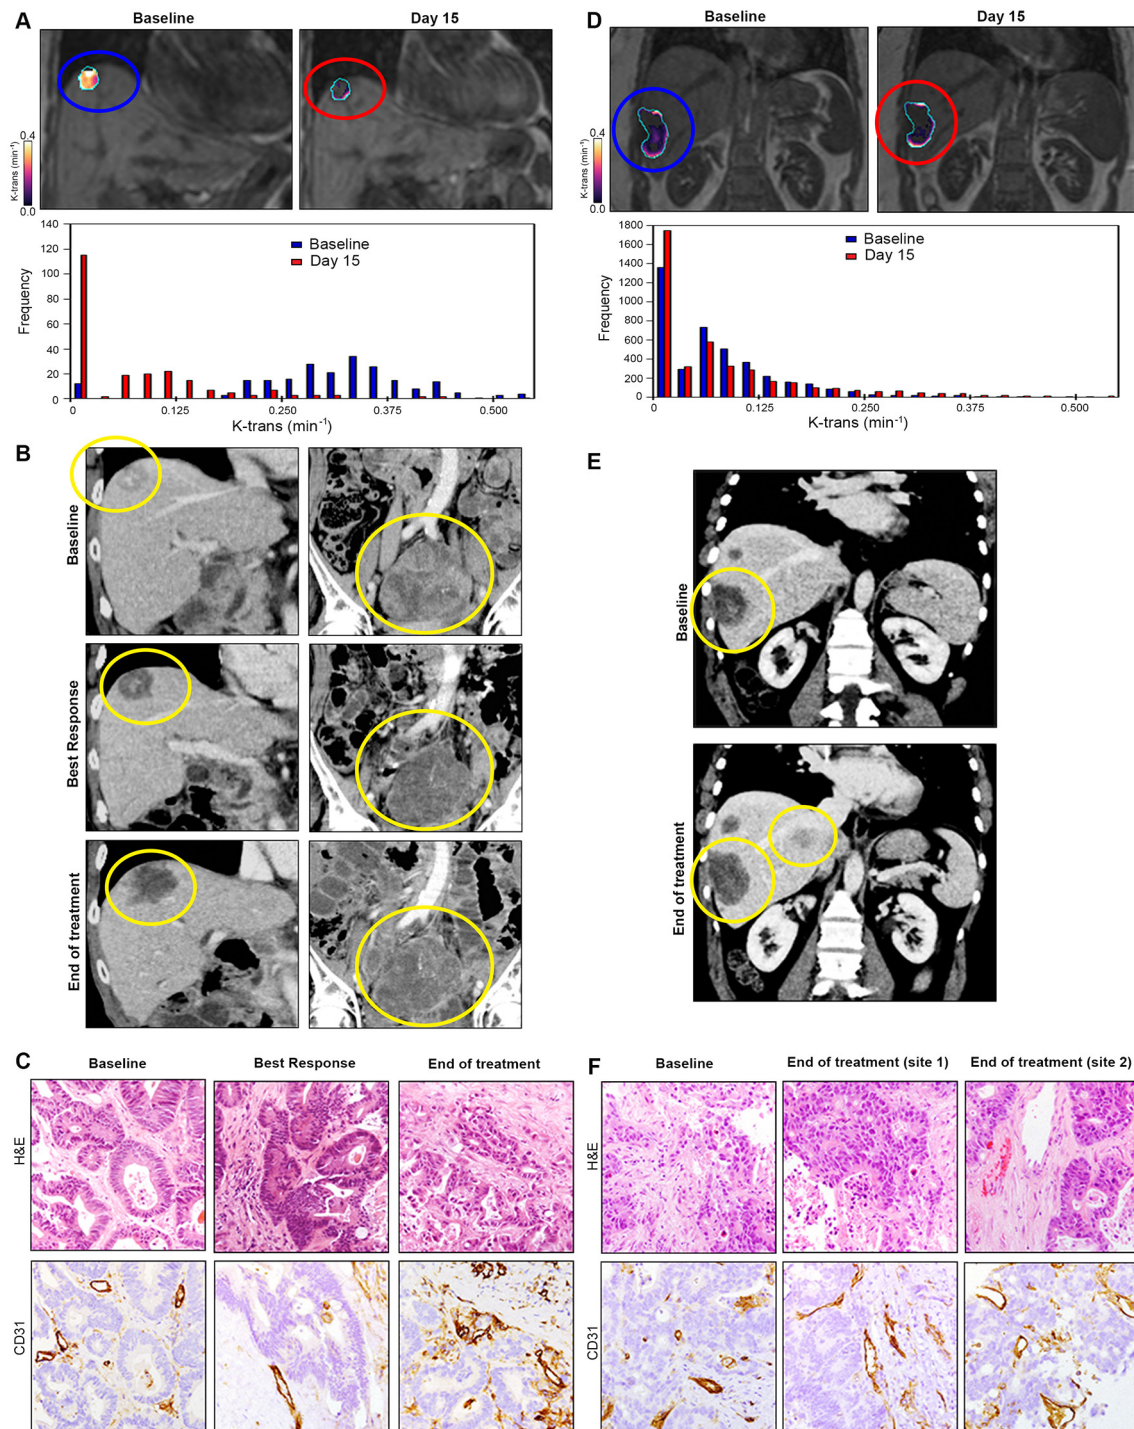 A
Baseline
Day 15
K-trans (min⁻¹)
0.4
0.0
Frequency
140
120
100
80
60
40
20
0
Baseline
Day 15
0
0.125
0.250
0.375
0.500
K-trans (min⁻¹)
B
Baseline
Best Response
End of treatment
C
Baseline
Best Response
End of treatment
H&E
CD31
D
Baseline
Day 15
K-trans (min⁻¹)
0.4
0.0
Frequency
1800
1600
1400
1200
1000
800
600
400
200
0
Baseline
Day 15
0
0.125
0.250
0.375
0.500
K-trans (min⁻¹)
E
Baseline
End of treatment
F
Baseline
End of treatment (site 1)
End of treatment (site 2)
H&E
CD31